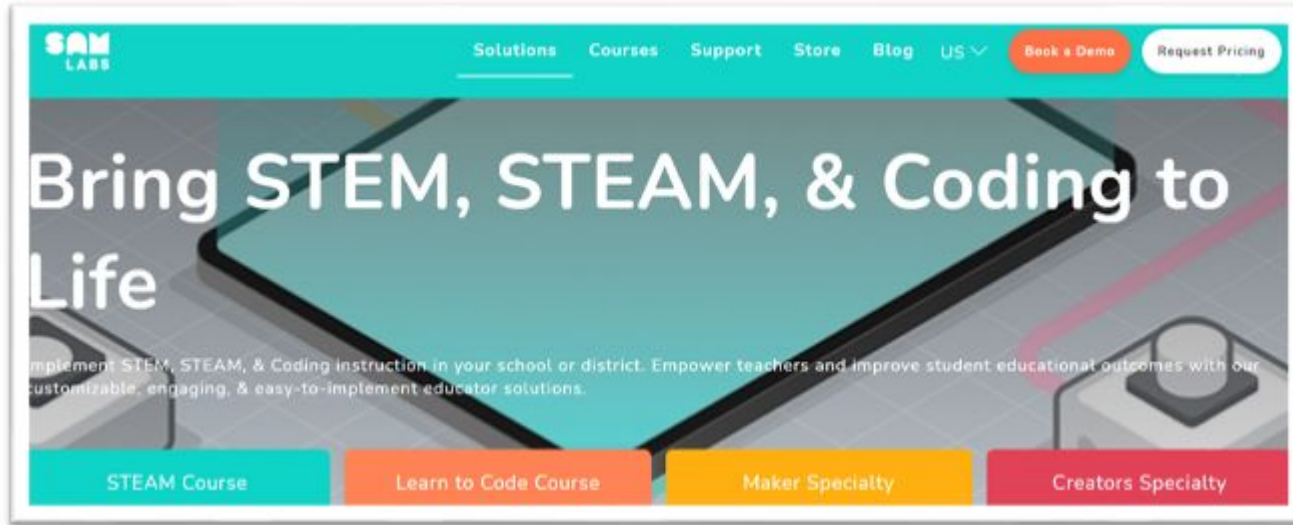 SAM
LABS
Solutions Courses Support Store Blog US Book a Demo Request Pricing
Bring STEM, STEAM, & Coding to
Life
mplement STEM, STEAM, & Coding instruction in your school or district. Empower teachers and improve student educational outcomes with our
customizable, engaging, & easy-to-implement educator solutions.
STEAM Course Learn to Code Course Maker Specialty Creators Specialty